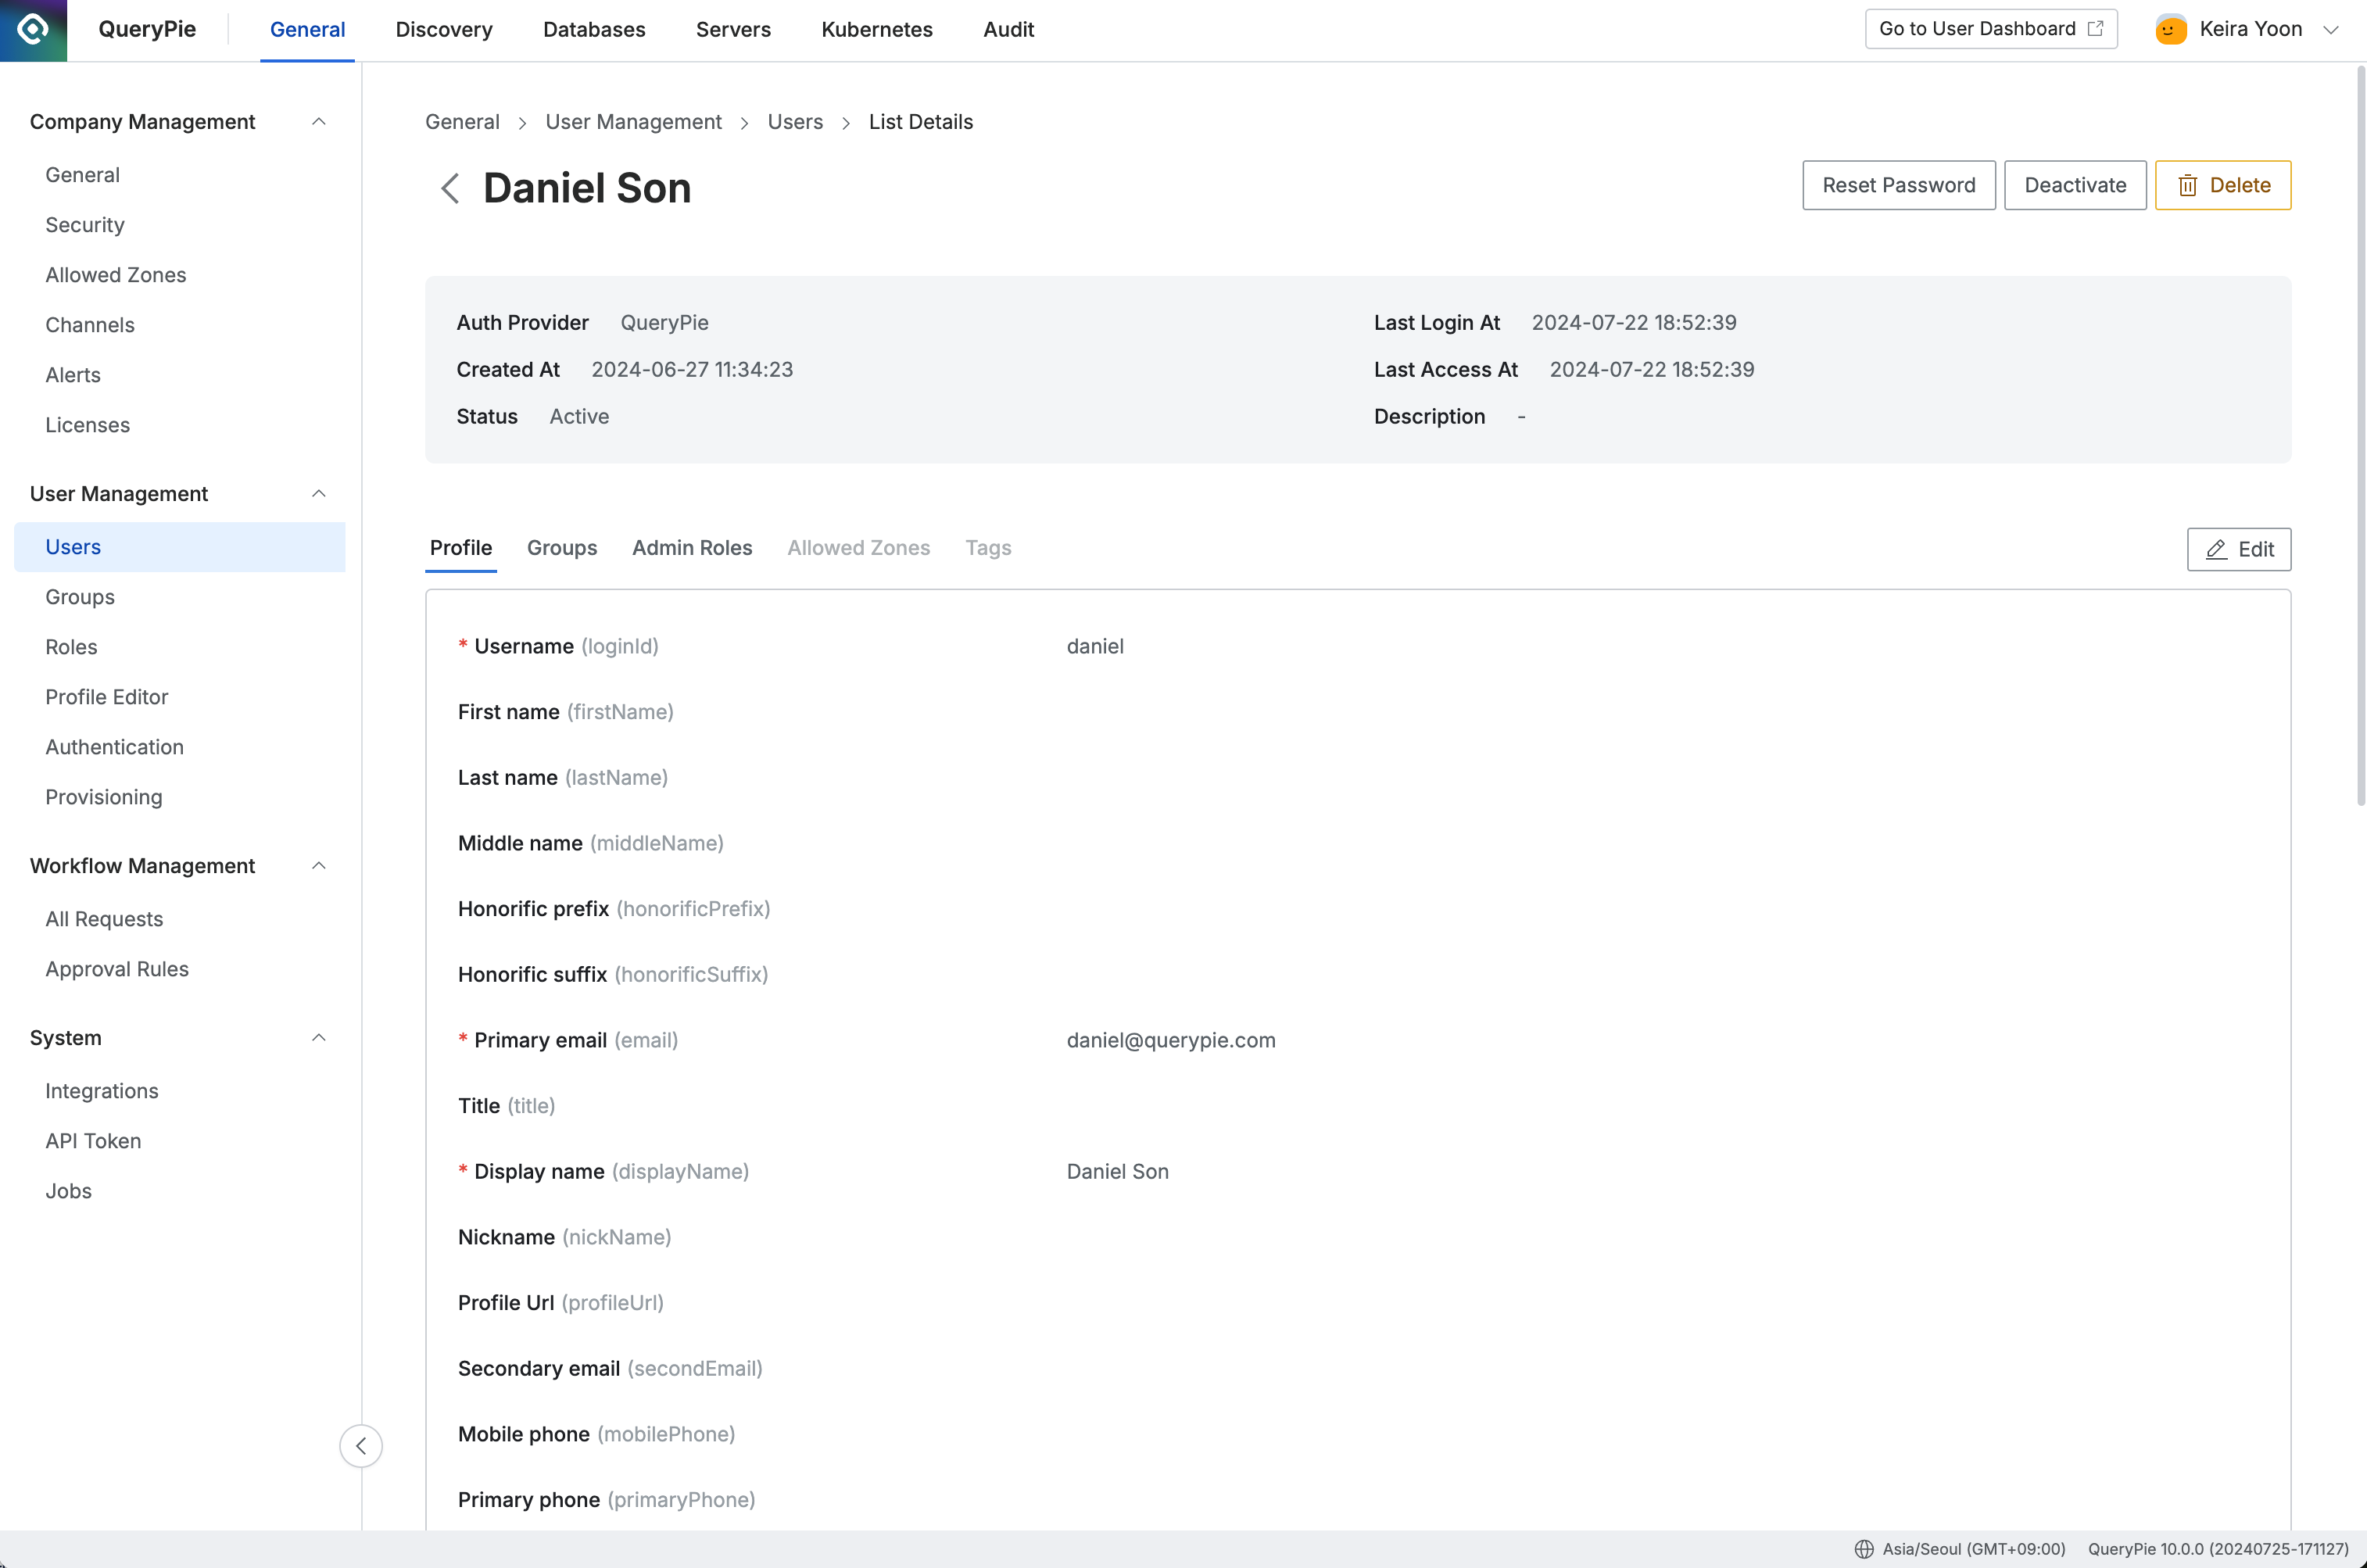 QueryPie General Discovery Databases Servers Kubernetes Audit Go to User Dashboard Keira Yoon
Company Management
General
Security
Allowed Zones
Channels
Alerts
Licenses
User Management
Users
Groups
Roles
Profile Editor
Authentication
Provisioning
Workflow Management
All Requests
Approval Rules
System
Integrations
API Token
Jobs
General > User Management > Users > List Details
Daniel Son
Reset Password Deactivate Delete
Auth Provider QueryPie
Created At 2024-06-27 11:34:23
Status Active
Last Login At 2024-07-22 18:52:39
Last Access At 2024-07-22 18:52:39
Description -
Profile Groups Admin Roles Allowed Zones Tags Edit
* Username (loginId) daniel
First name (firstName)
Last name (lastName)
Middle name (middleName)
Honorific prefix (honorificPrefix)
Honorific suffix (honorificSuffix)
* Primary email (email) daniel@querypie.com
Title (title)
* Display name (displayName) Daniel Son
Nickname (nickName)
Profile Url (profileUrl)
Secondary email (secondEmail)
Mobile phone (mobilePhone)
Primary phone (primaryPhone)
Asia/Seoul (GMT+09:00) QueryPie 10.0.0 (20240725-171127)